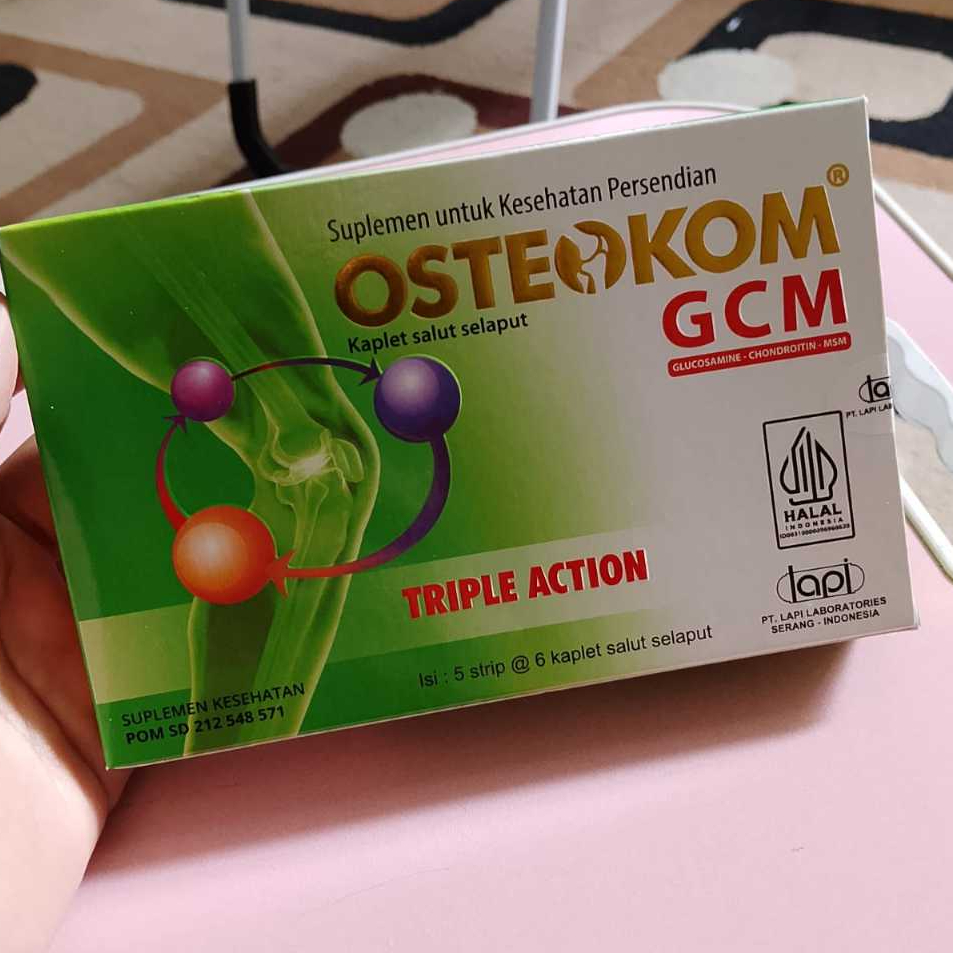 Suplemen untuk Kesehatan Persendian
OSTEOKOM®
Kaplet salut selaput
GCM
GLUCOSAMINE - CHONDROITIN - MSM
PT. LAPI
HALAL
INDONESIA
TRIPLE ACTION
lapi
PT. LAPI LABORATORIES
SERANG - INDONESIA
Isi : 5 strip @ 6 kaplet salut selaput
SUPLEMEN KESEHATAN
POM SD 212 548 571